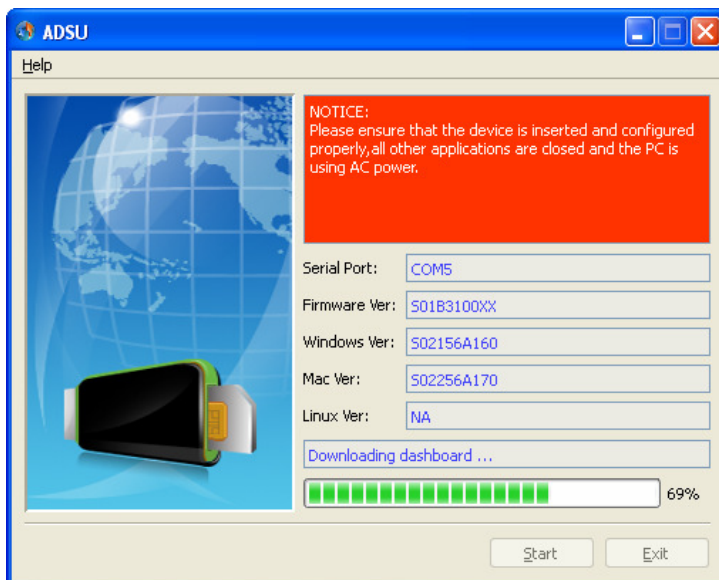 ADSU
Help
NOTICE:
Please ensure that the device is inserted and configured
properly,all other applications are closed and the PC is
using AC power.
Serial Port: COM5
Firmware Ver: S01B3100XX
Windows Ver: S02156A160
Mac Ver: S02256A170
Linux Ver: NA
Downloading dashboard ...
69%
Start Exit